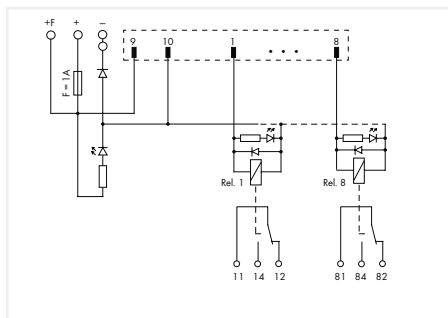 +F + −
9 10 1 • • • 8
F = 1A
Rel. 1 Rel. 8
11 14 12 81 84 82